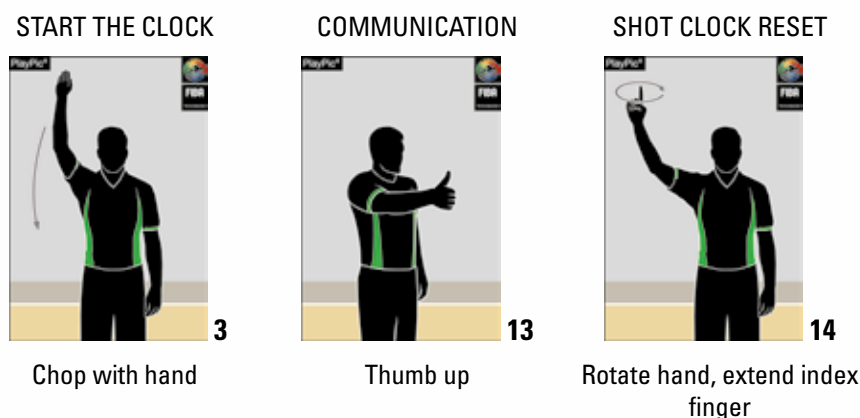 START THE CLOCK
COMMUNICATION
SHOT CLOCK RESET
PlayPic®
FIBA
PlayPic®
FIBA
PlayPic®
FIBA
3
13
14
Chop with hand
Thumb up
Rotate hand, extend index
finger